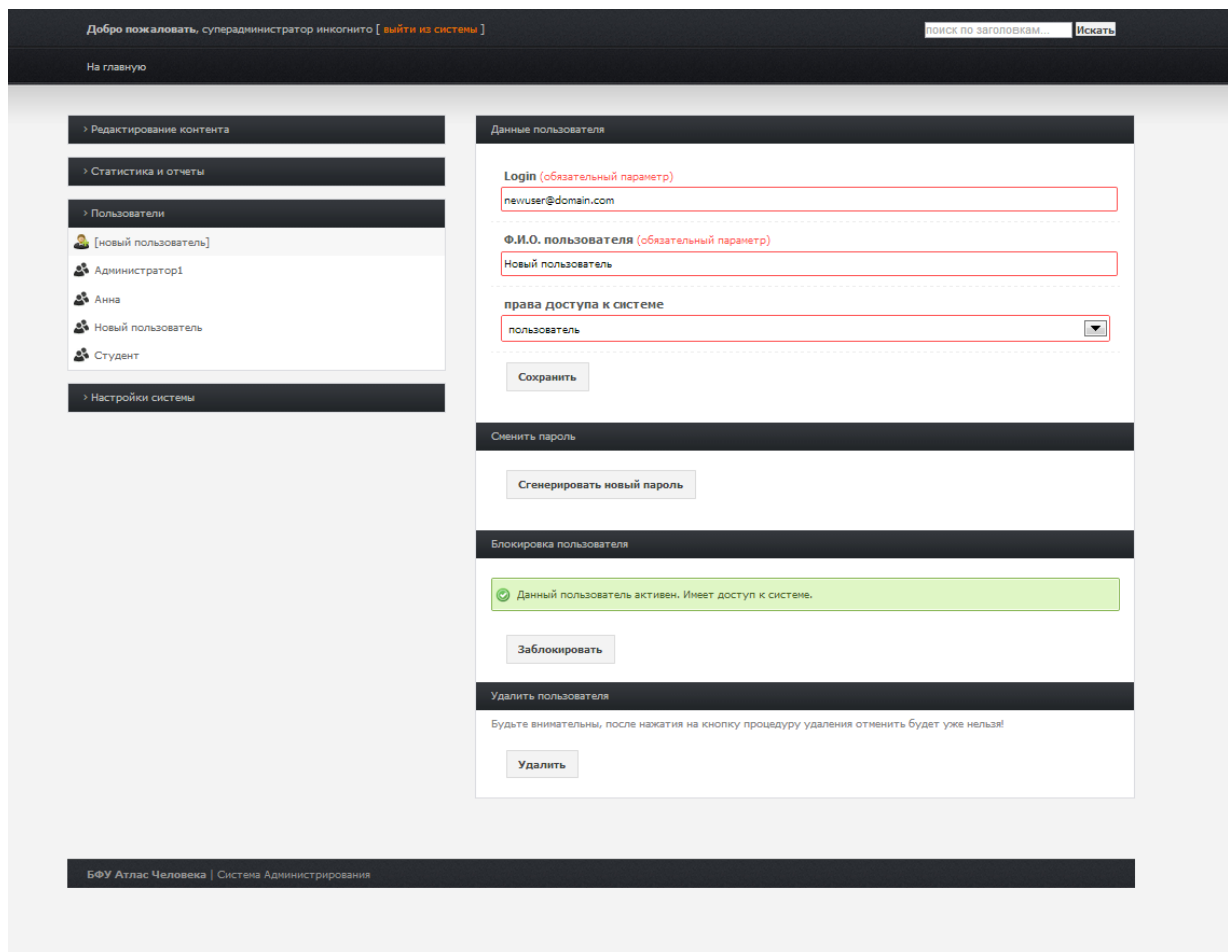 Добро пожаловать, суперадминистратор инкогнито [ выйти из системы ]
поиск по заголовкам... Искать
На главную
> Редактирование контента
> Статистика и отчеты
> Пользователи
[новый пользователь]
Администратор1
Анна
Новый пользователь
Студент
> Настройки системы
Данные пользователя
Login (обязательный параметр)
newuser@domain.com
Ф.И.О. пользователя (обязательный параметр)
Новый пользователь
права доступа к системе
пользователь
Сохранить
Сменить пароль
Сгенерировать новый пароль
Блокировка пользователя
Данный пользователь активен. Имеет доступ к системе.
Заблокировать
Удалить пользователя
Будьте внимательны, после нажатия на кнопку процедуру удаления отменить будет уже нельзя!
Удалить
БФУ Атлас Человека | Система Администрирования